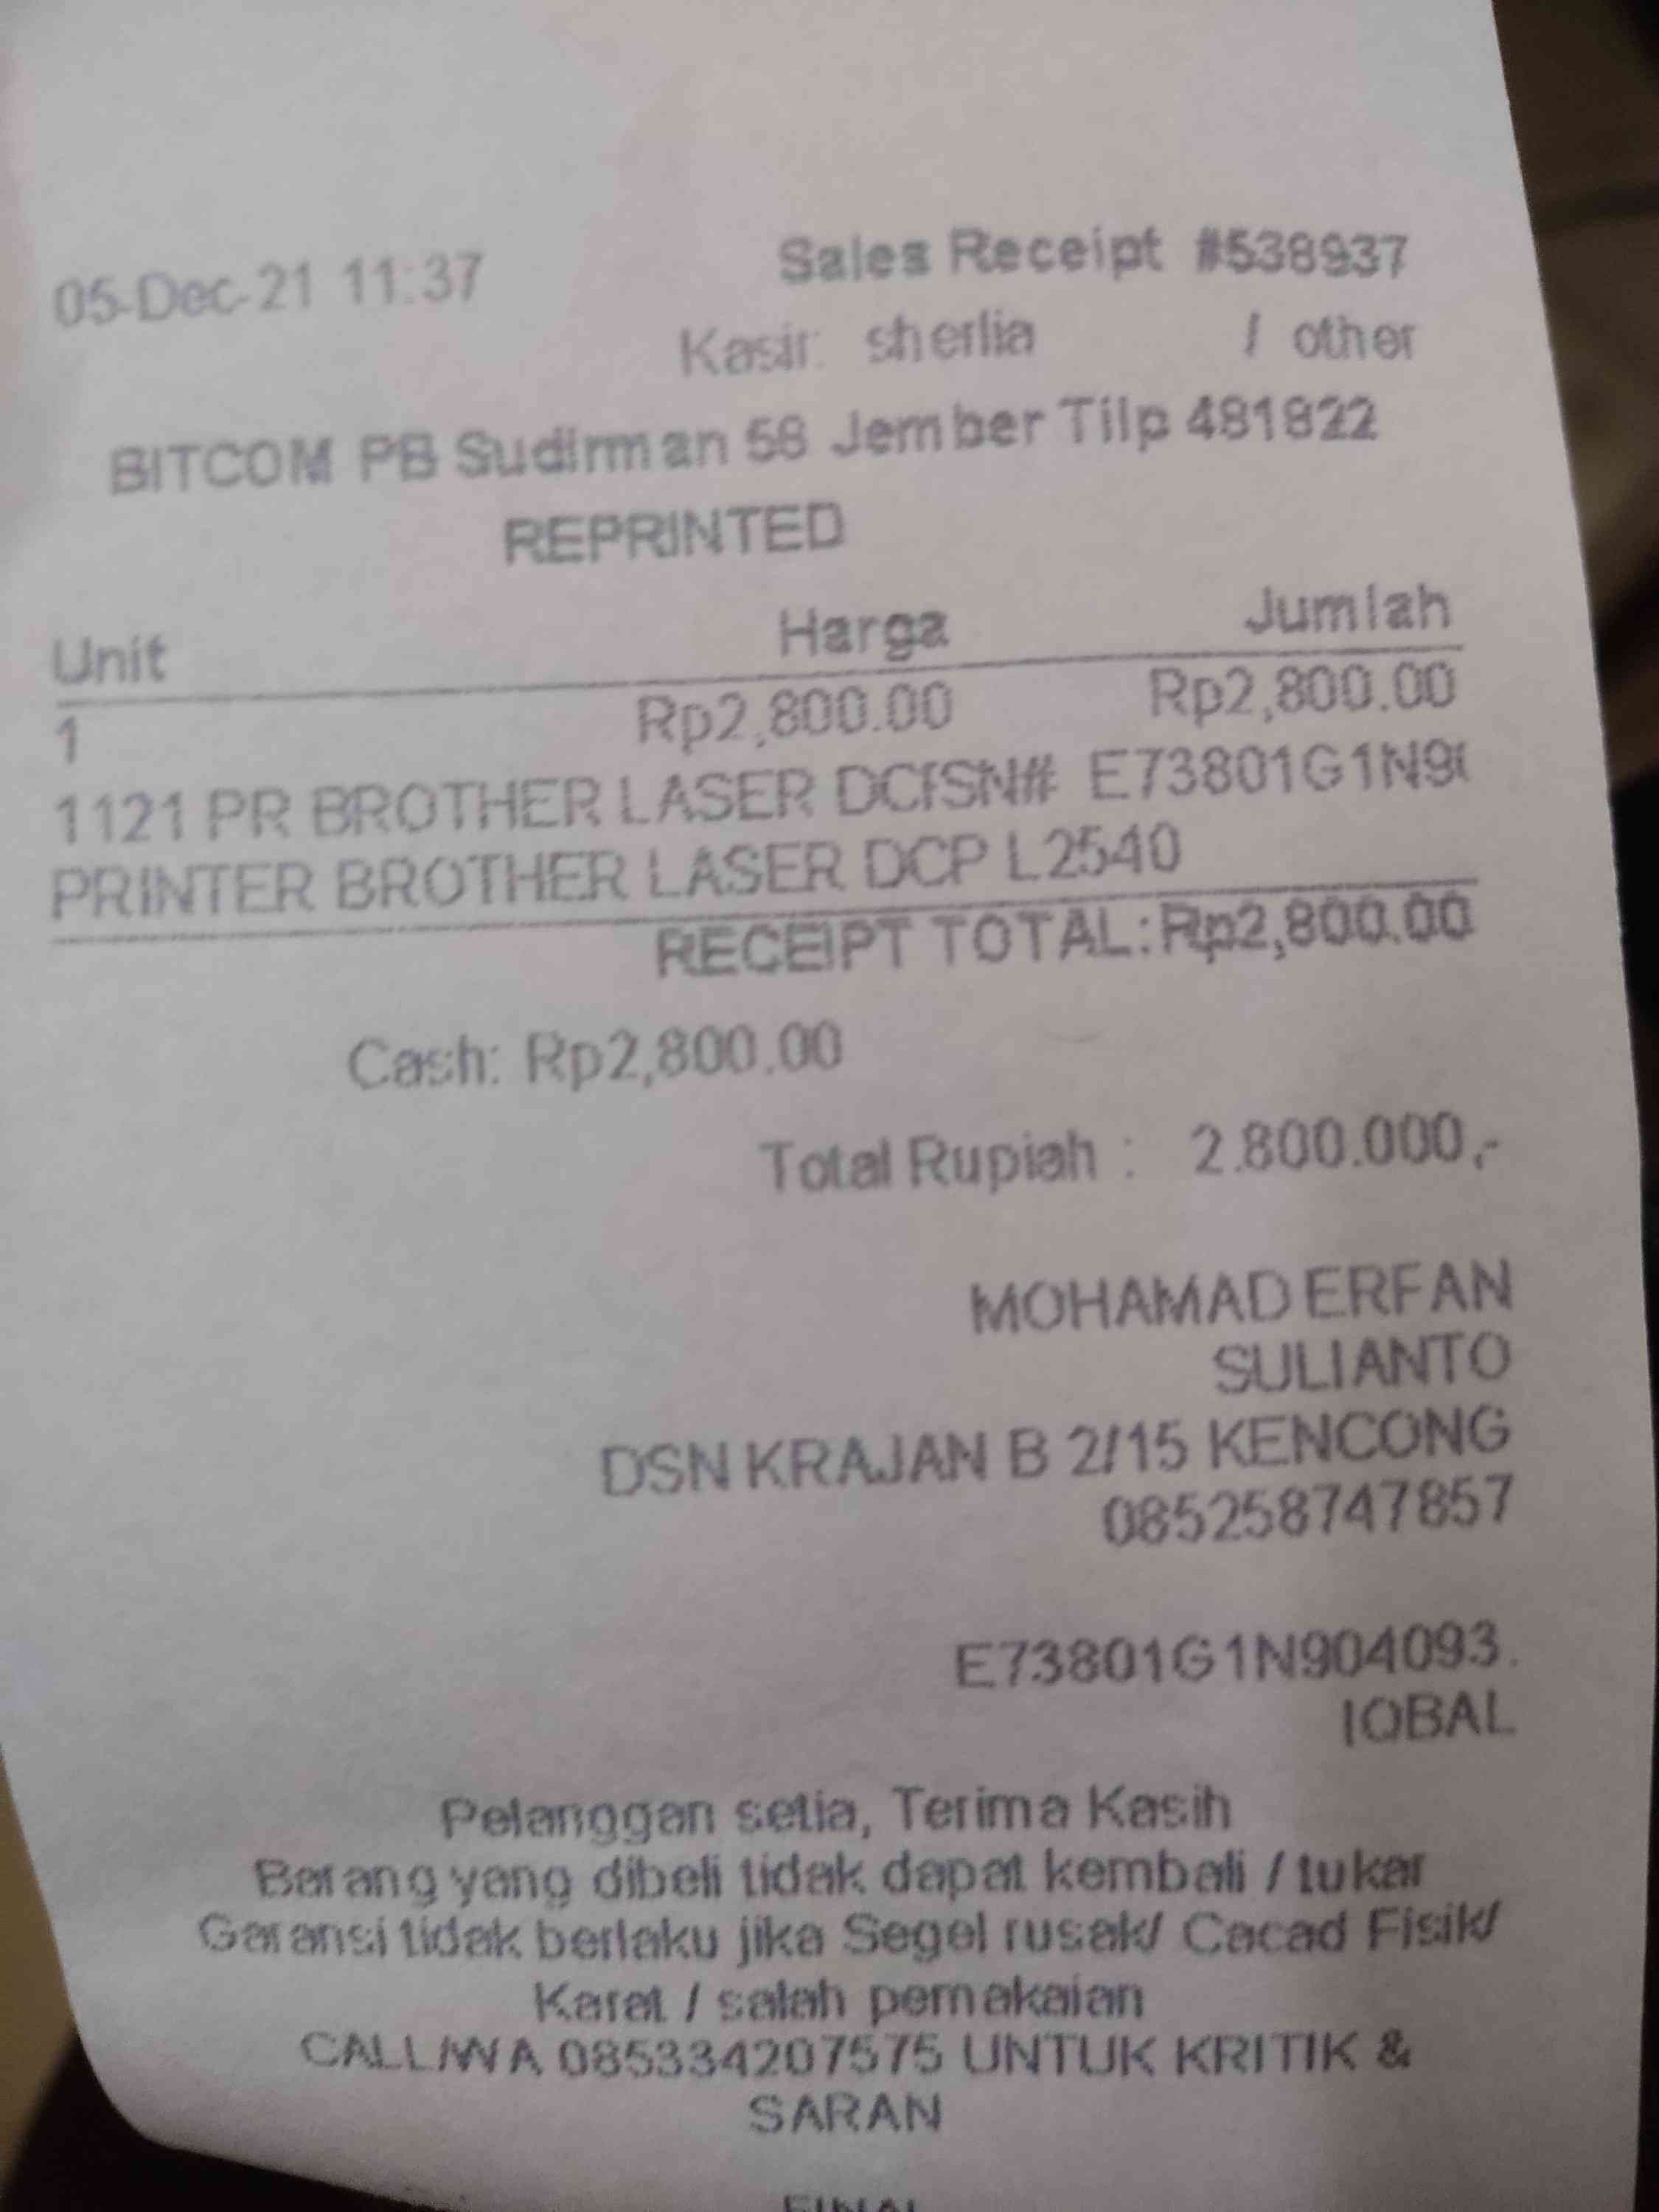 05-Dec-21 11:37 Sales Receipt #538937
Kasir: sherlia / other
BITCOM PB Sudirman 58 Jember Tilp 481822
REPRINTED
Unit Harga Jumlah
1 Rp2,800.00 Rp2,800.00
1121 PR BROTHER LASER DCFSN# E73801G1N90
PRINTER BROTHER LASER DCP L2540
RECEIPT TOTAL: Rp2,800.00
Cash: Rp2,800.00
Total Rupiah : 2.800.000,-
MOHAMAD ERFAN
SULIANTO
DSN KRAJAN B 2/15 KENCONG
085258747857
E73801G1N904093.
IQBAL
Pelanggan setia, Terima Kasih
Barang yang dibeli tidak dapat kembali / tukar
Garansi tidak berlaku jika Segel rusak/ Cacad Fisik/
Karat / salah pemakaian
CALL/WA 085334207575 UNTUK KRITIK &
SARAN
FINAL